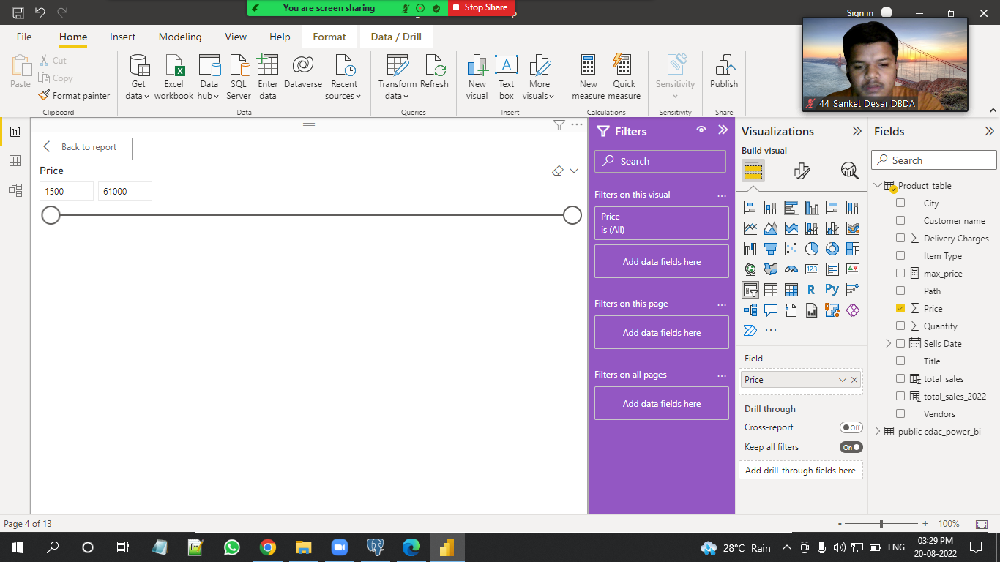 You are screen sharing
Stop Share
Sign in
File Home Insert Modeling View Help Format Data / Drill
Paste
Cut
Copy
Format painter
Clipboard
Get data
Excel workbook
Data hub
SQL Server
Enter data
Dataverse
Recent sources
Data
Transform data
Refresh
Queries
New visual
Text box
More visuals
Insert
New measure
Quick measure
Calculations
Sensitivity
Sensitivity
Publish
Share
44_Sanket Desai_DBDA
Back to report
Price
1500 61000
Filters
Search
Filters on this visual
Price
is (All)
Add data fields here
Filters on this page
Add data fields here
Filters on all pages
Add data fields here
Visualizations
Build visual
123
R
Py
Field
Price
Drill through
Cross-report Off
Keep all filters On
Add drill-through fields here
Fields
Search
Product_table
City
Customer name
Delivery Charges
Item Type
max_price
Path
Price
Quantity
Sells Date
Title
total_sales
total_sales_2022
Vendors
public cdac_power_bi
Page 4 of 13
- + 100%
28°C Rain
ENG
03:29 PM
20-08-2022